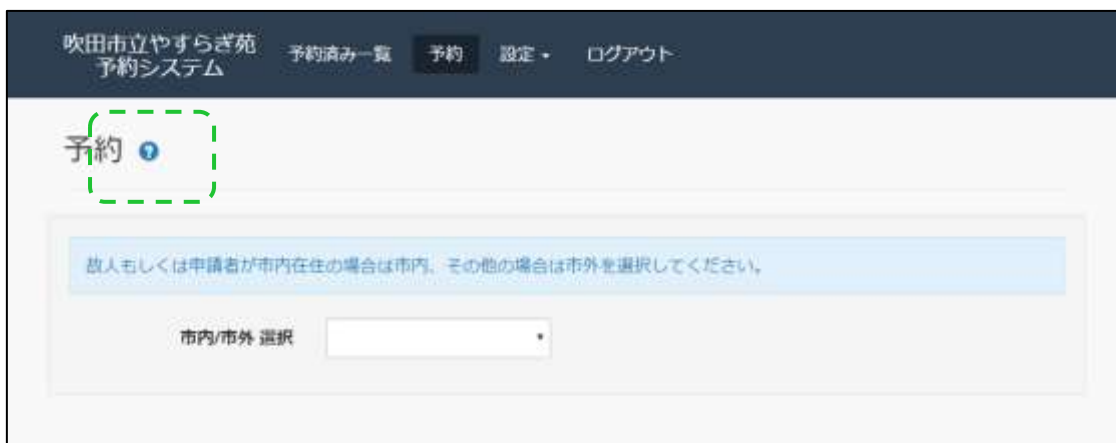 吹田市立やすらぎ苑
予約システム
予約済み一覧 予約 設定 ログアウト
予約 ?
故人もしくは申請者が市内在住の場合は市内、その他の場合は市外を選択してください。
市内/市外 選択